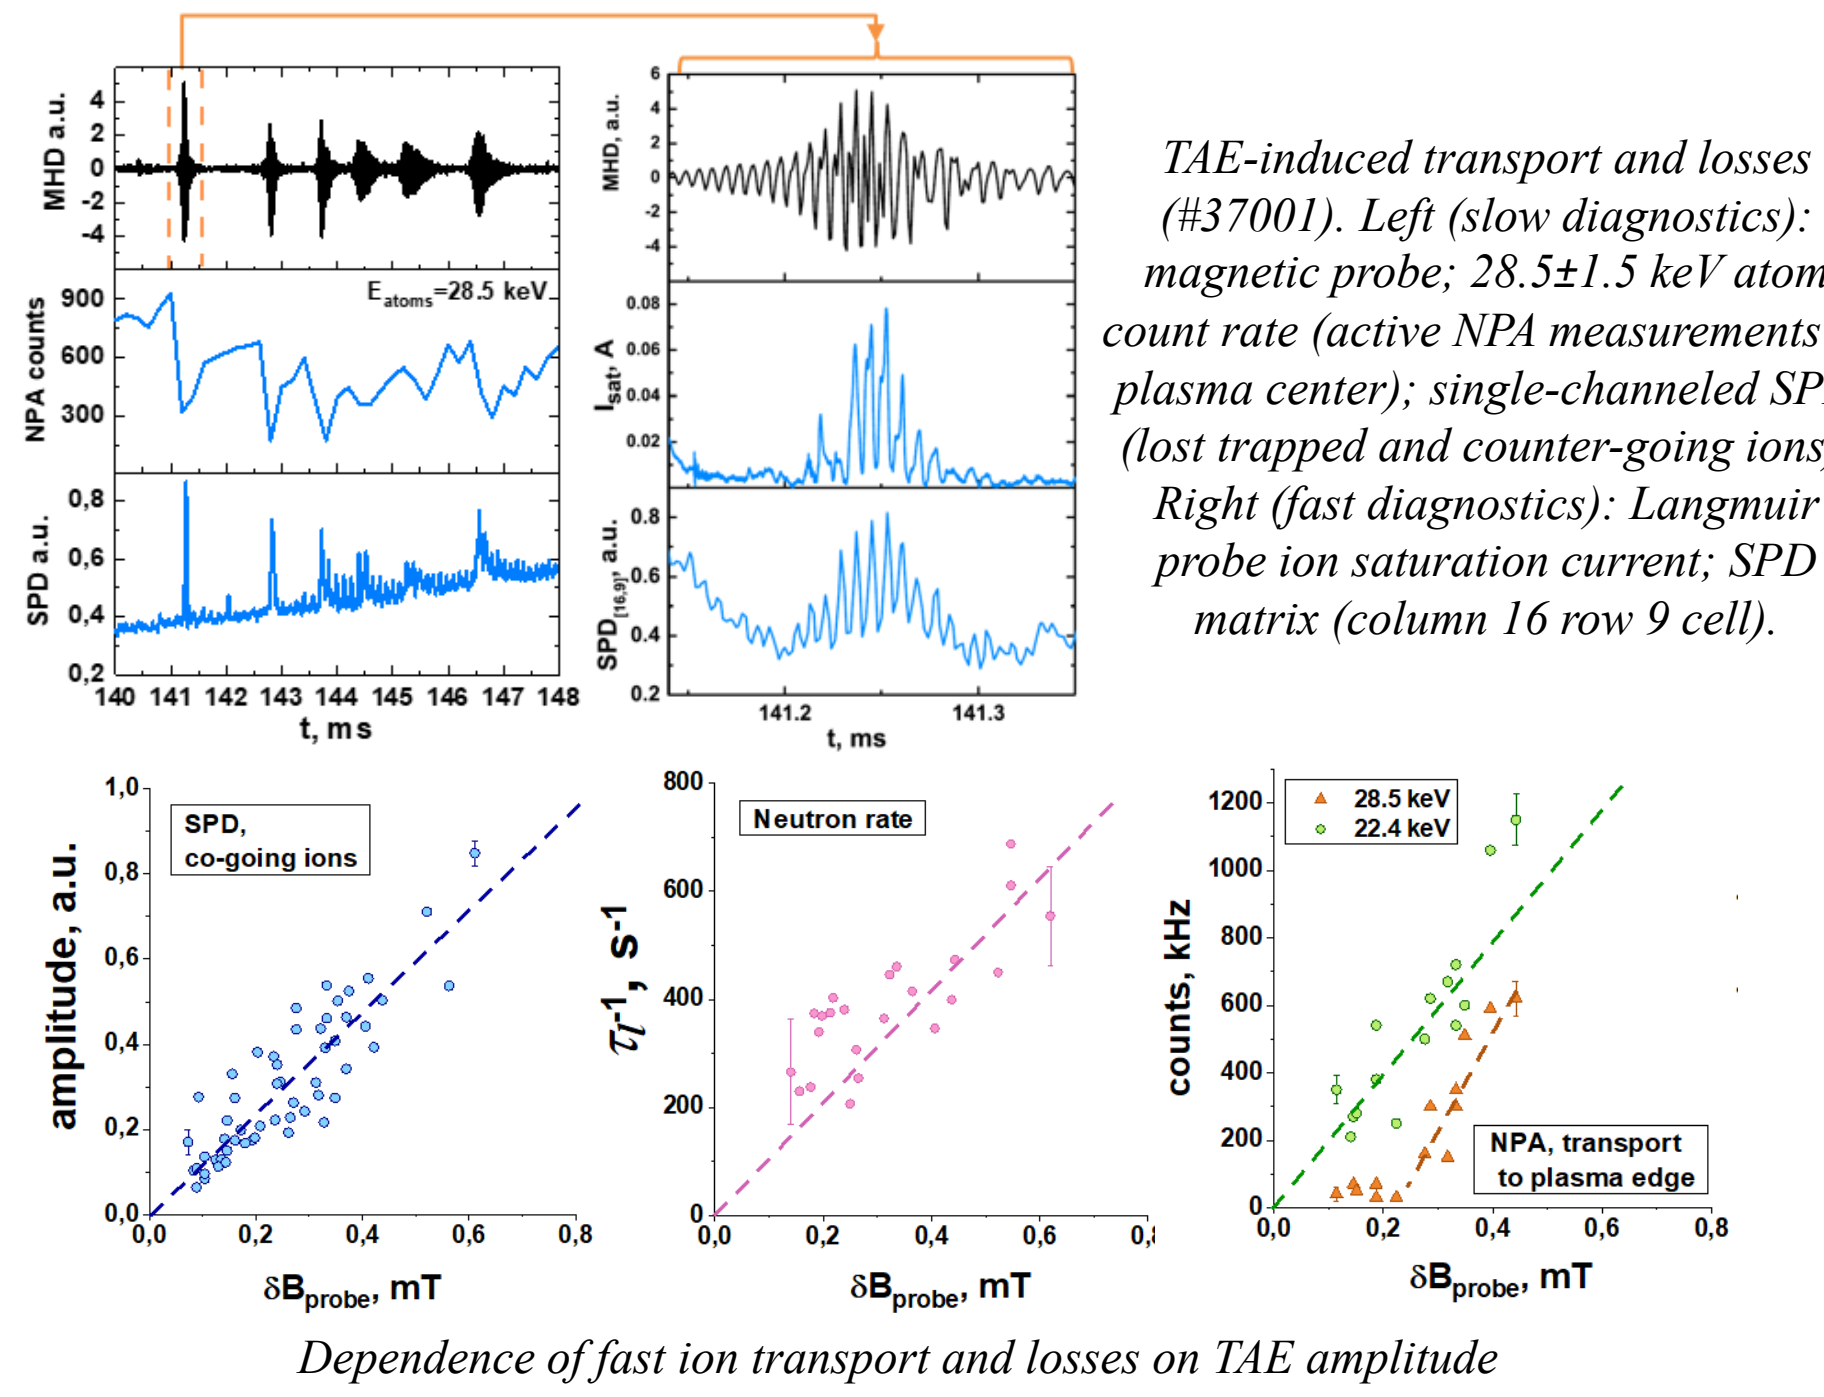 MHD a.u.
4
2
0
-2
-4
NPA counts
900
600
300
E_atoms=28.5 keV
SPD a.u.
0,8
0,6
0,4
0,2
140 141 142 143 144 145 146 147 148
t, ms
MHD, a.u.
6
4
2
0
-2
-4
I_sat, A
0.08
0.06
0.04
0.02
SPD_[16,9], a.u.
0.8
0.6
0.4
0.2
141.2 141.3
t, ms
TAE-induced transport and losses
(#37001). Left (slow diagnostics):
magnetic probe; 28.5±1.5 keV atom
count rate (active NPA measurements
plasma center); single-channeled
(lost trapped and counter-going ions
Right (fast diagnostics): Langmuir
probe ion saturation current; SPD
matrix (column 16 row 9 cell).
amplitude, a.u.
1,0
0,8
0,6
0,4
0,2
0,0
SPD,
co-going ions
0,0 0,2 0,4 0,6 0,8
δB_probe, mT
τ_l^-1, s^-1
800
600
400
200
0
Neutron rate
0,0 0,2 0,4 0,6
δB_probe, mT
counts, kHz
1200
1000
800
600
400
200
0
28.5 keV
22.4 keV
NPA, transport
to plasma edge
0,0 0,2 0,4 0,6 0,8
δB_probe, mT
Dependence of fast ion transport and losses on TAE amplitude